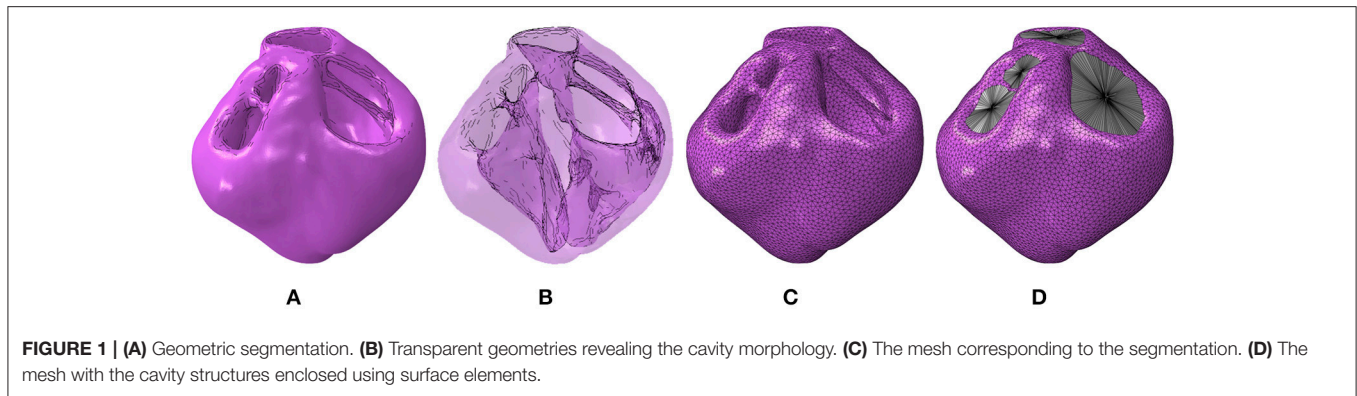 A
B
C
D
FIGURE 1 | (A) Geometric segmentation. (B) Transparent geometries revealing the cavity morphology. (C) The mesh corresponding to the segmentation. (D) The
mesh with the cavity structures enclosed using surface elements.